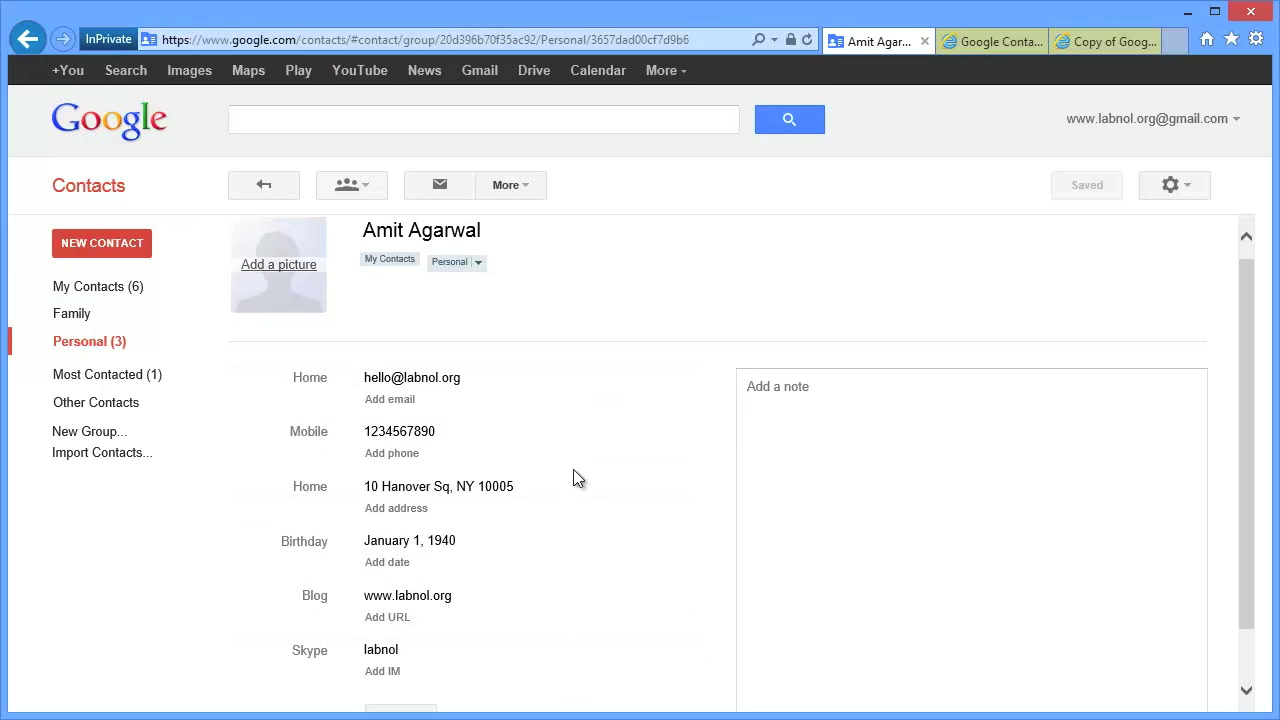 InPrivate https://www.google.com/contacts/#contact/group/20d396b70f35ac92/Personal/3657dad00cf7d9b6 Amit Agar... Google Conta... Copy of Goog...
+You Search Images Maps Play YouTube News Gmail Drive Calendar More
Google www.labnol.org@gmail.com
Contacts More Saved
Amit Agarwal
Add a picture
My Contacts Personal
NEW CONTACT
My Contacts (6)
Family
Personal (3)
Most Contacted (1)
Other Contacts
New Group...
Import Contacts...
Home hello@labnol.org
Add email
Mobile 1234567890
Add phone
Home 10 Hanover Sq, NY 10005
Add address
Birthday January 1, 1940
Add date
Blog www.labnol.org
Add URL
Skype labnol
Add IM
Add a note